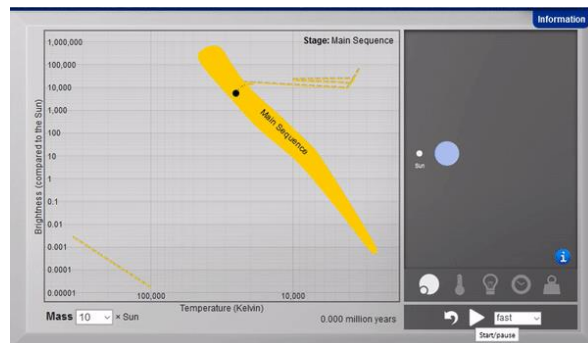 Information
Stage: Main Sequence
1,000,000
100,000
10,000
1,000
100
10
1
0.1
0.01
0.001
0.0001
0.00001
Brightness (compared to the Sun)
Main Sequence
100,000
10,000
Temperature (Kelvin)
Sun
i
Mass 10 × Sun
0.000 million years
fast
Start/pause